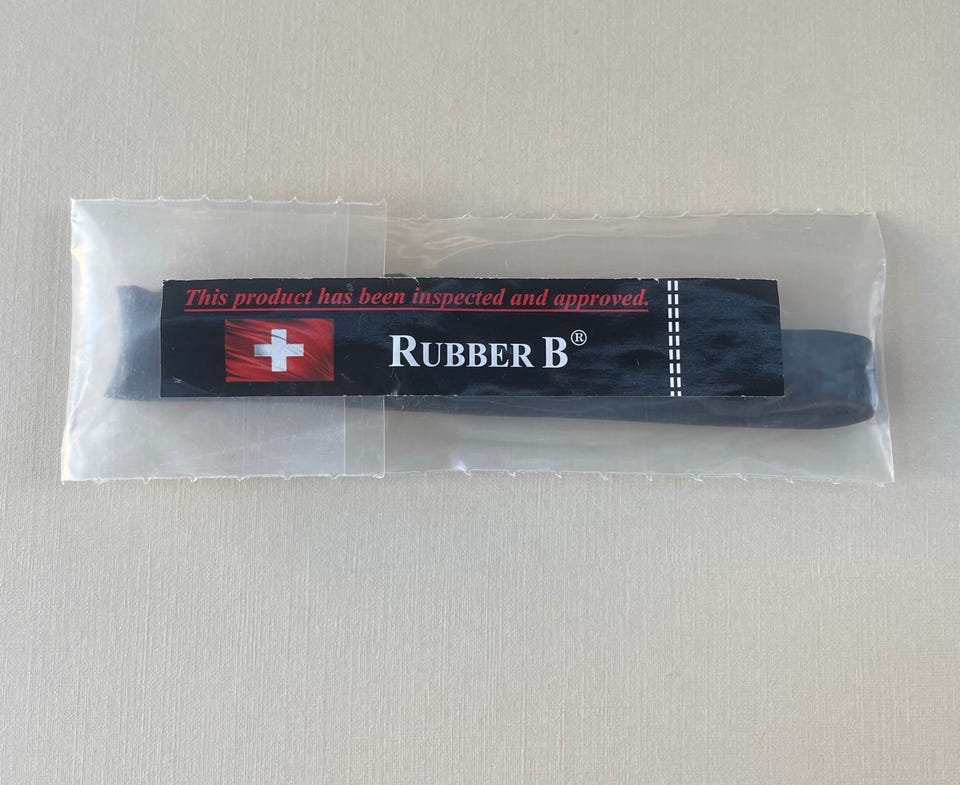 This product has been inspected and approved.
RUBBER B®